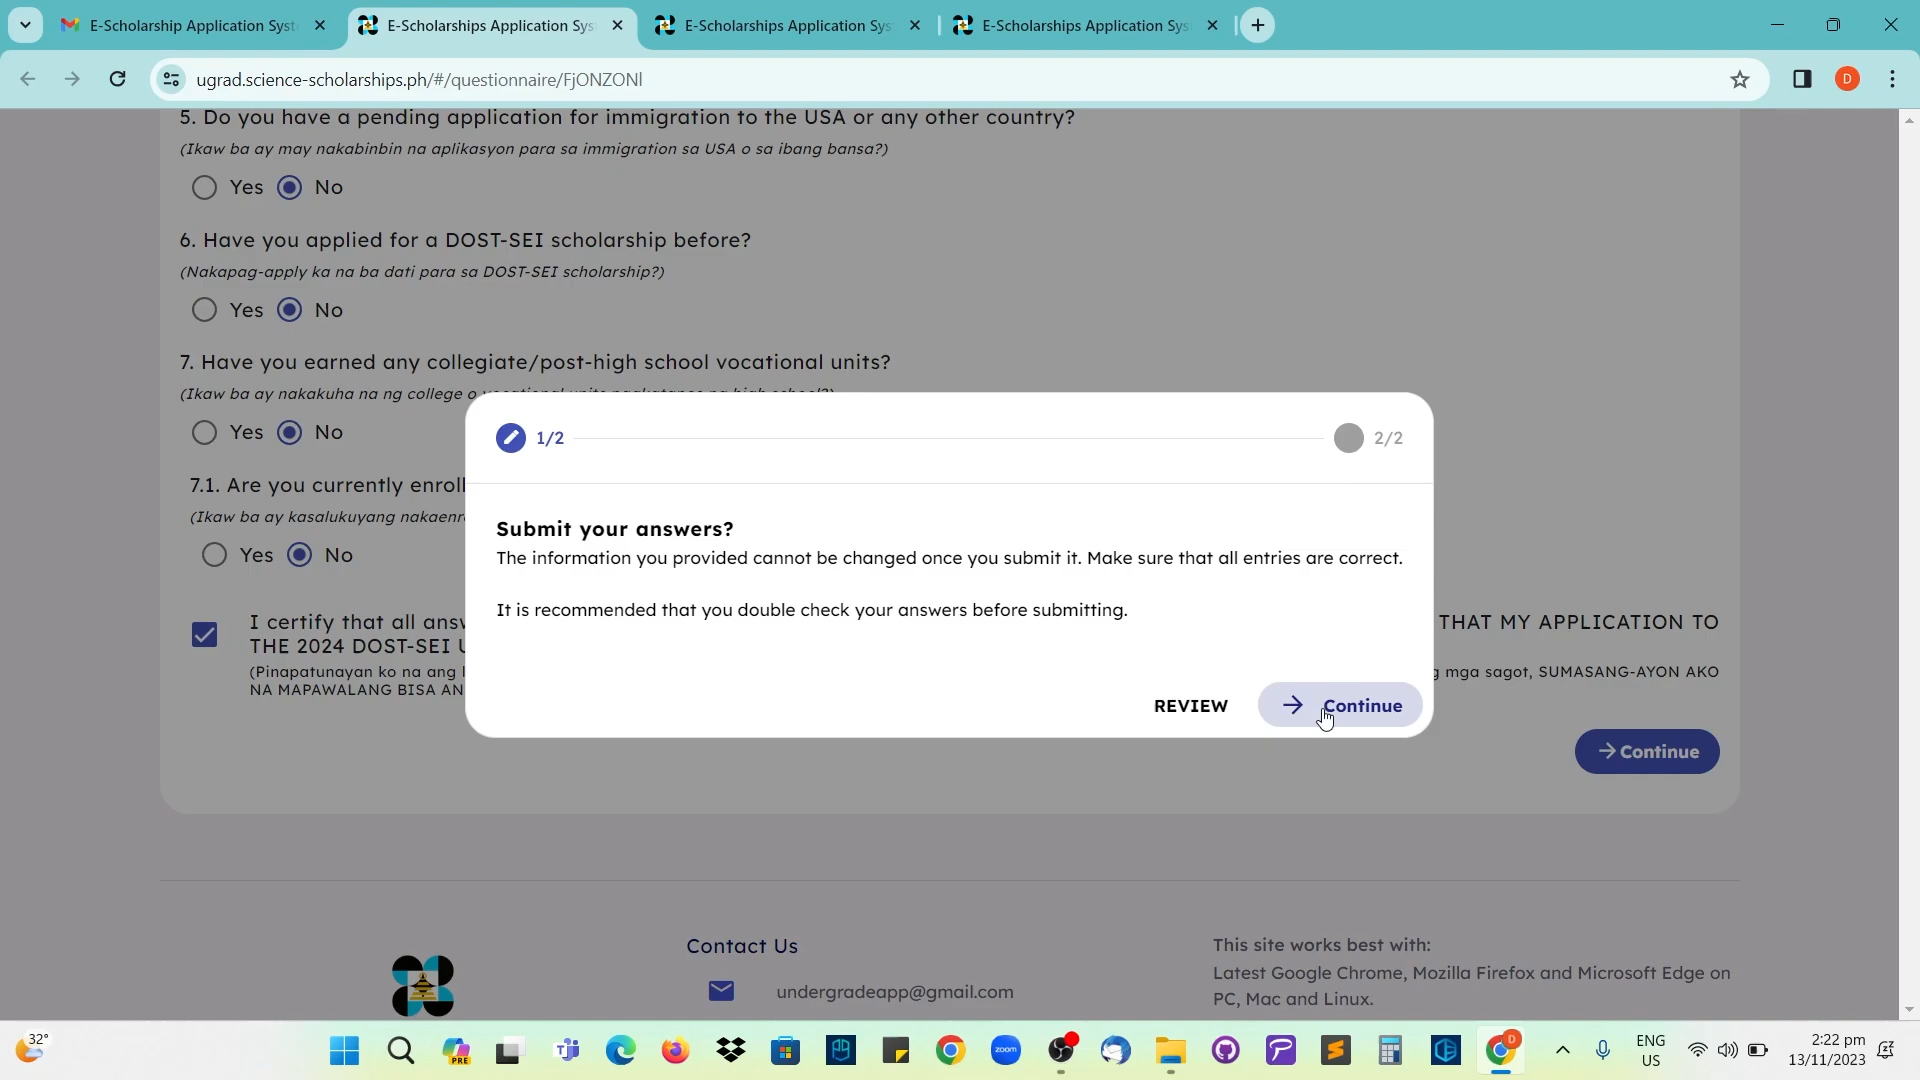 E-Scholarship Application Syst
E-Scholarships Application Sys
E-Scholarships Application Sys
E-Scholarships Application Sys
ugrad.science-scholarships.ph/#/questionnaire/FjONZONl
D
5. Do you have a pending application for immigration to the USA or any other country?
(Ikaw ba ay may nakabinbin na aplikasyon para sa immigration sa USA o sa ibang bansa?)
Yes No
6. Have you applied for a DOST-SEI scholarship before?
(Nakapag-apply ka na ba dati para sa DOST-SEI scholarship?)
Yes No
7. Have you earned any collegiate/post-high school vocational units?
(Ikaw ba ay nakakuha na ng college o
Yes No
7.1. Are you currently enroll
(Ikaw ba ay kasalukuyang nakaenr
Yes No
1/2
2/2
Submit your answers?
The information you provided cannot be changed once you submit it. Make sure that all entries are correct.
It is recommended that you double check your answers before submitting.
REVIEW
Continue
I certify that all answ THAT MY APPLICATION TO
THE 2024 DOST-SEI U
(Pinapatunayan ko na ang mga sagot, SUMASANG-AYON AKO
NA MAPAWALANG BISA AN
Continue
Contact Us
undergradeapp@gmail.com
This site works best with:
Latest Google Chrome, Mozilla Firefox and Microsoft Edge on
PC, Mac and Linux.
32°
PRE
zoom
D
ENG
US
2:22 pm
13/11/2023